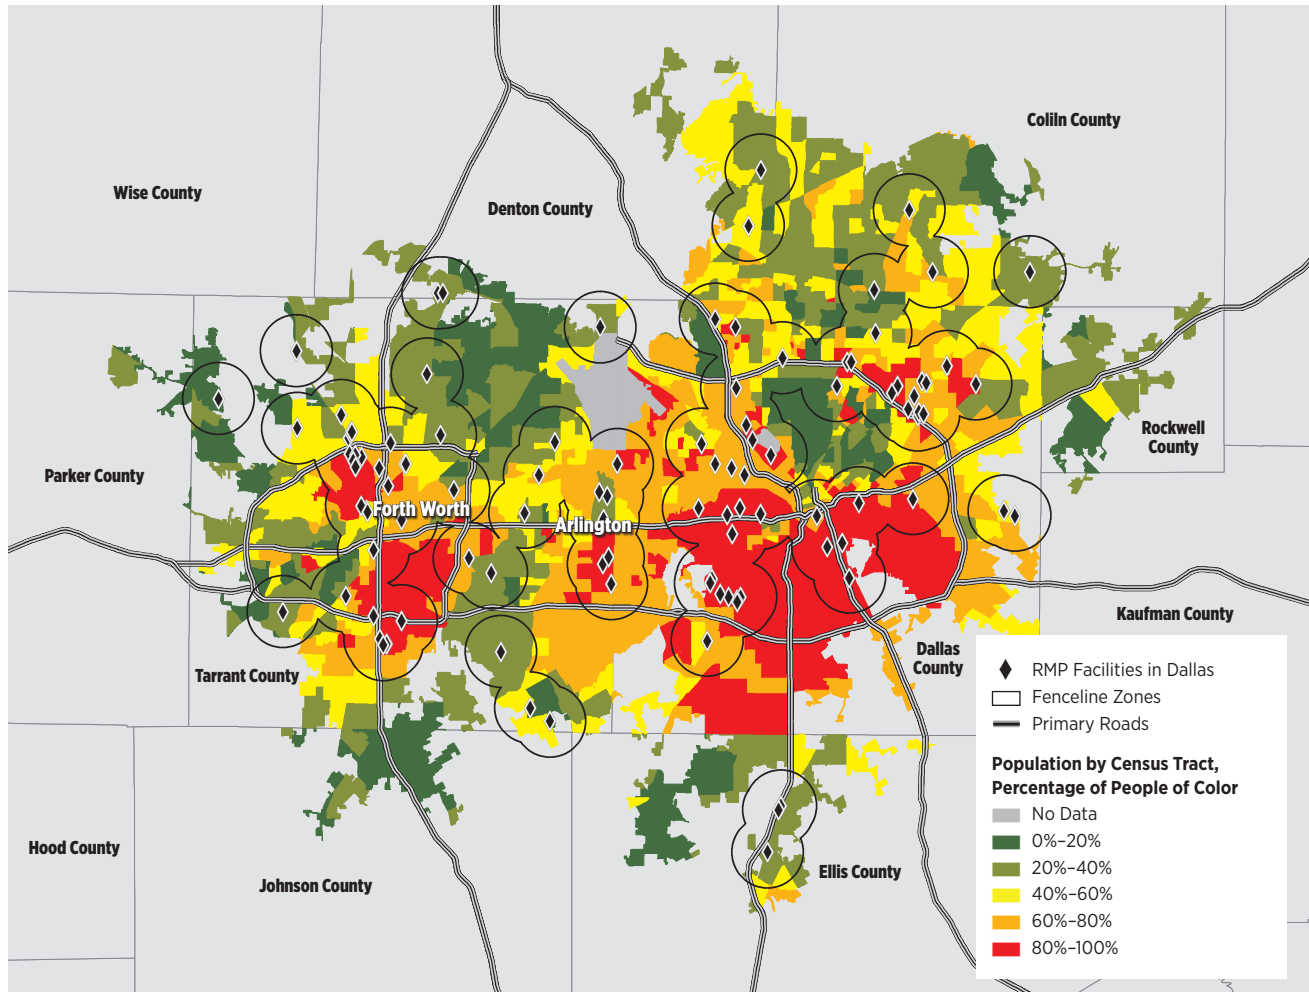 Coliln County
Wise County
Denton County
Rockwell
County
Parker County
Forth Worth
Arlington
Kaufman County
Dallas
County
Tarrant County
RMP Facilities in Dallas
Fenceline Zones
Primary Roads
Population by Census Tract,
Percentage of People of Color
No Data
0%–20%
20%–40%
40%–60%
60%–80%
80%–100%
Hood County
Johnson County
Ellis County